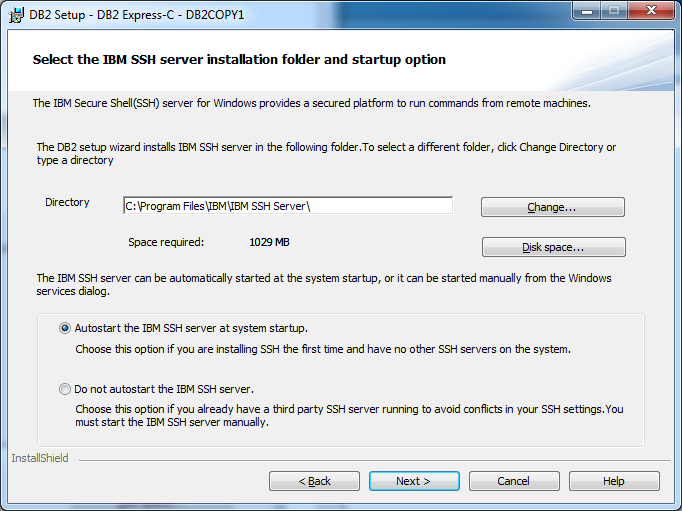 DB2 Setup - DB2 Express-C - DB2COPY1
Select the IBM SSH server installation folder and startup option
The IBM Secure Shell(SSH) server for Windows provides a secured platform to run commands from remote machines.
The DB2 setup wizard installs IBM SSH server in the following folder.To select a different folder, click Change Directory or
type a directory
Directory
C:\Program Files\IBM\IBM SSH Server\
Change...
Space required:
1029 MB
Disk space...
The IBM SSH server can be automatically started at the system startup, or it can be started manually from the Windows
services dialog.
Autostart the IBM SSH server at system startup.
Choose this option if you are installing SSH the first time and have no other SSH servers on the system.
Do not autostart the IBM SSH server.
Choose this option if you already have a third party SSH server running to avoid conflicts in your SSH settings.You
must start the IBM SSH server manually.
InstallShield
< Back
Next >
Cancel
Help